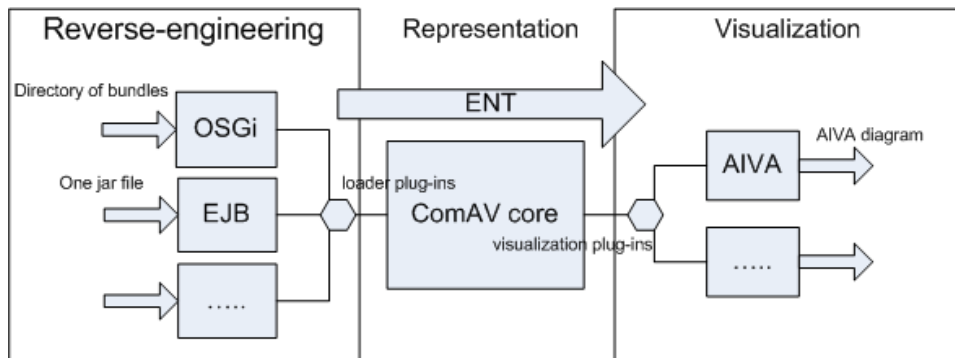 Reverse-engineering
Representation
Visualization
Directory of bundles
OSGi
One jar file
EJB
.....
loader plug-ins
ENT
ComAV core
visualization plug-ins
AIVA
AIVA diagram
.....